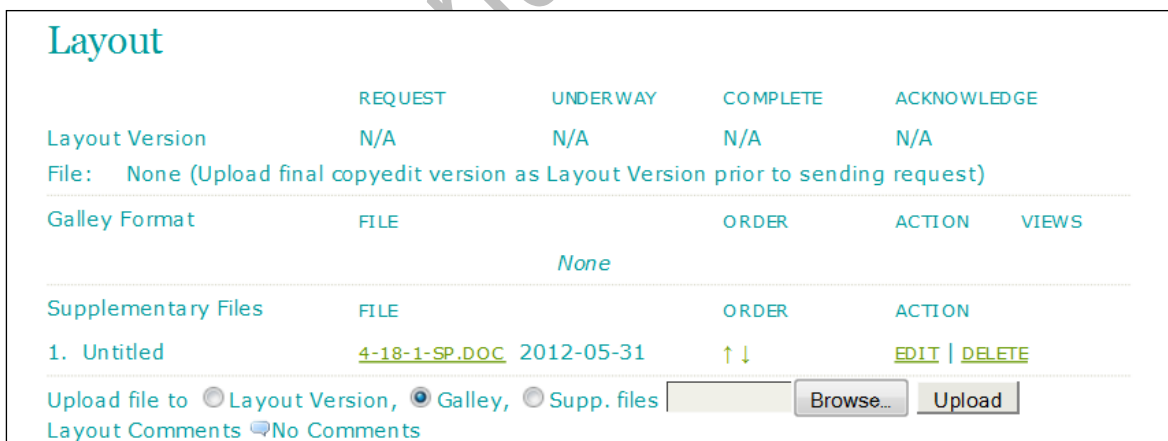 Layout
REQUEST UNDERWAY COMPLETE ACKNOWLEDGE
Layout Version N/A N/A N/A N/A
File: None (Upload final copyedit version as Layout Version prior to sending request)
Galley Format FILE ORDER ACTION VIEWS
None
Supplementary Files FILE ORDER ACTION
1. Untitled 4-18-1-SP.DOC 2012-05-31 ↑ ↓ EDIT | DELETE
Upload file to Layout Version, Galley, Supp. files Browse... Upload
Layout Comments No Comments